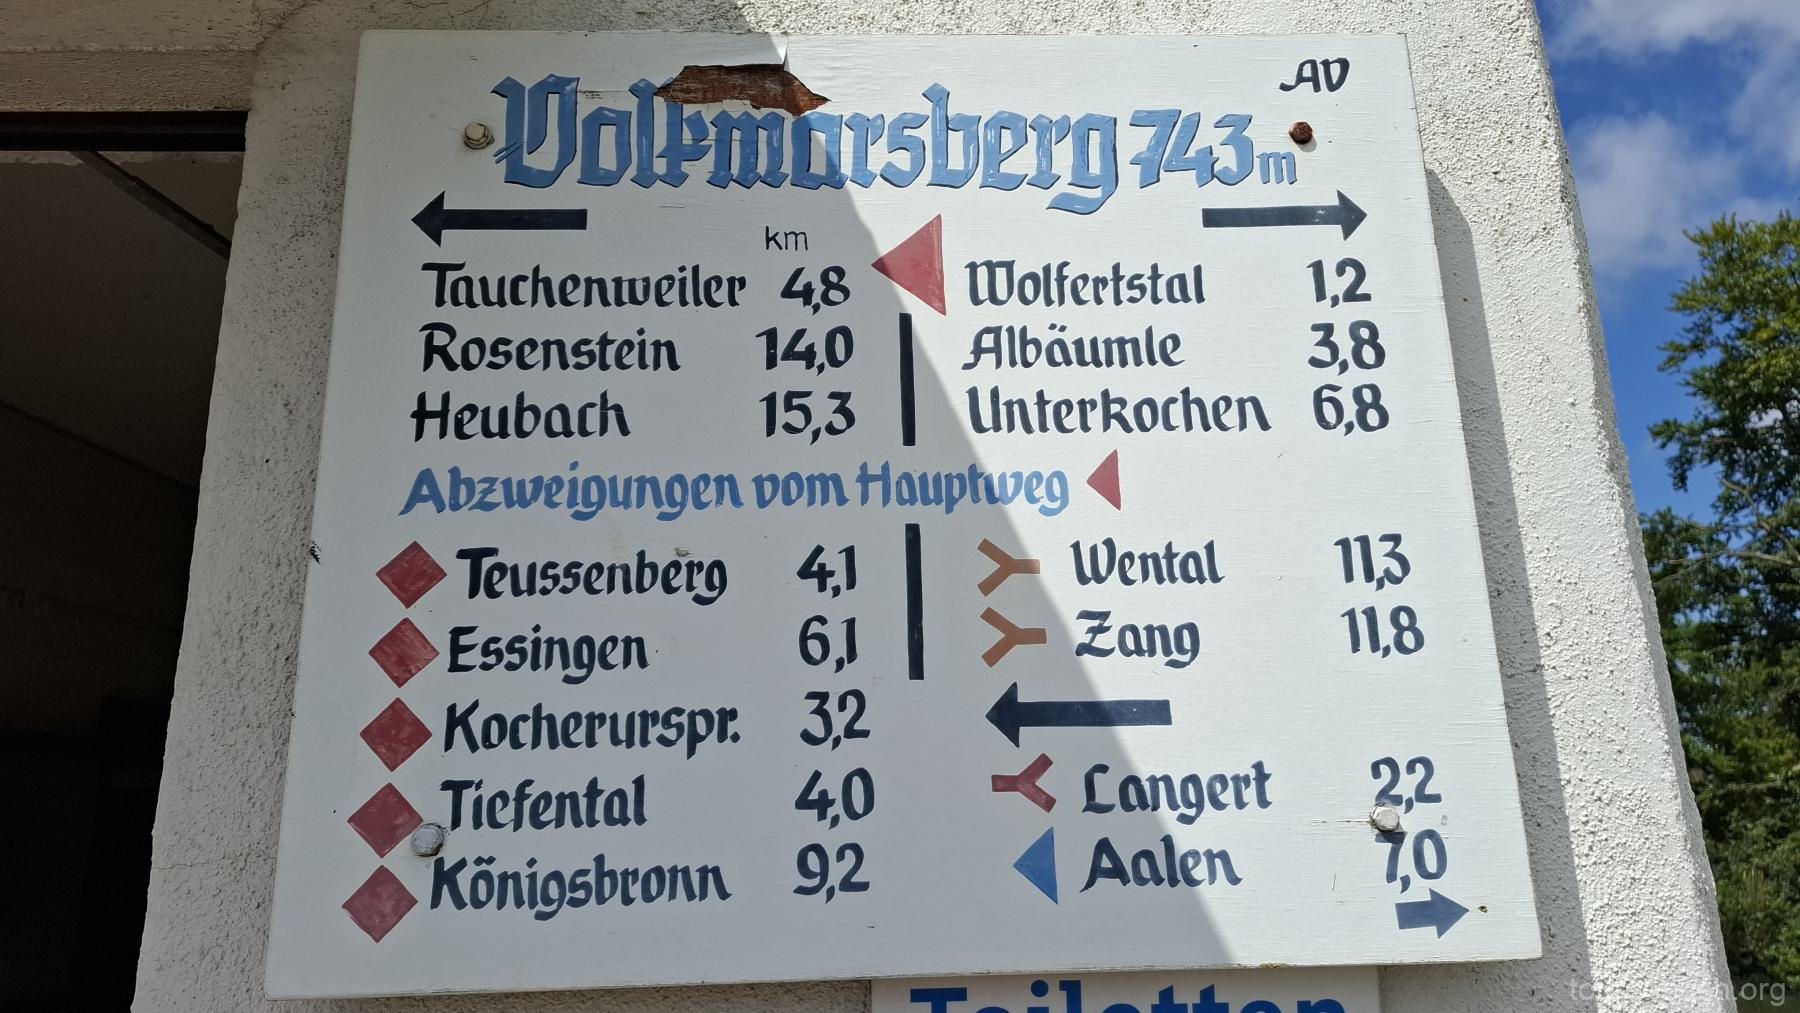 AV
Volkmarsberg 743m
km
Tauchenweiler 4,8
Rosenstein 14,0
Heubach 15,3
Wolfertstal 1,2
Albäumle 3,8
Unterkochen 6,8
Abzweigungen vom Hauptweg
Teussenberg 4,1
Essingen 6,1
Kocherurspr. 3,2
Tiefental 4,0
Königsbronn 9,2
Wental 11,3
Zang 11,8
Langert 2,2
Aalen 7,0
Toiletten